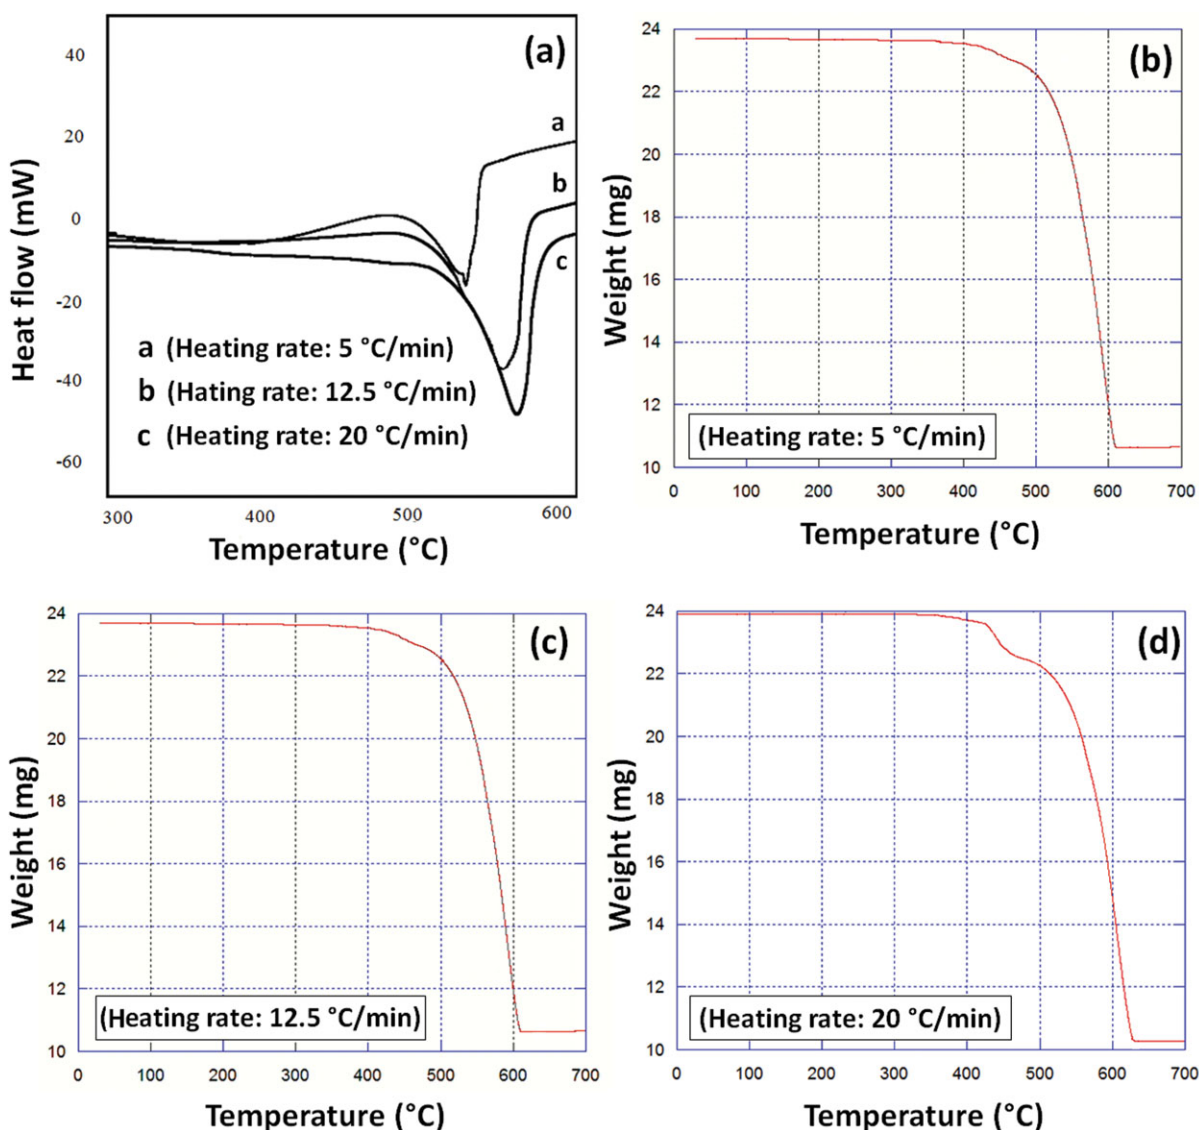 (a)
40
20
0
-20
-40
-60
Heat flow (mW)
a
b
c
a (Heating rate: 5 °C/min)
b (Hating rate: 12.5 °C/min)
c (Heating rate: 20 °C/min)
300 400 500 600
Temperature (°C)
(b)
24
22
20
18
16
14
12
10
Weight (mg)
(Heating rate: 5 °C/min)
0 100 200 300 400 500 600 700
Temperature (°C)
(c)
24
22
20
18
16
14
12
10
Weight (mg)
(Heating rate: 12.5 °C/min)
0 100 200 300 400 500 600 700
Temperature (°C)
(d)
24
22
20
18
16
14
12
10
Weight (mg)
(Heating rate: 20 °C/min)
0 100 200 300 400 500 600 700
Temperature (°C)